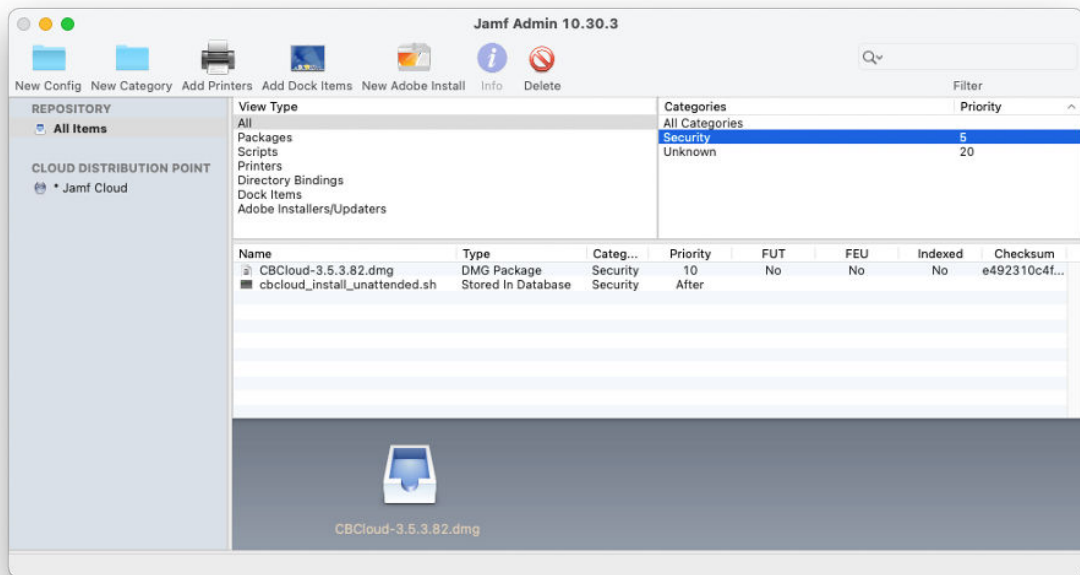 Jamf Admin 10.30.3
New Config New Category Add Printers Add Dock Items New Adobe Install Info Delete Filter
REPOSITORY
All Items
CLOUD DISTRIBUTION POINT
* Jamf Cloud
View Type
All
Packages
Scripts
Printers
Directory Bindings
Dock Items
Adobe Installers/Updaters
Categories Priority
All Categories
Security 5
Unknown 20
Name Type Categ... Priority FUT FEU Indexed Checksum
CBCloud-3.5.3.82.dmg DMG Package Security 10 No No No e492310c4f...
cbcloud_install_unattended.sh Stored In Database Security After
CBCloud-3.5.3.82.dmg